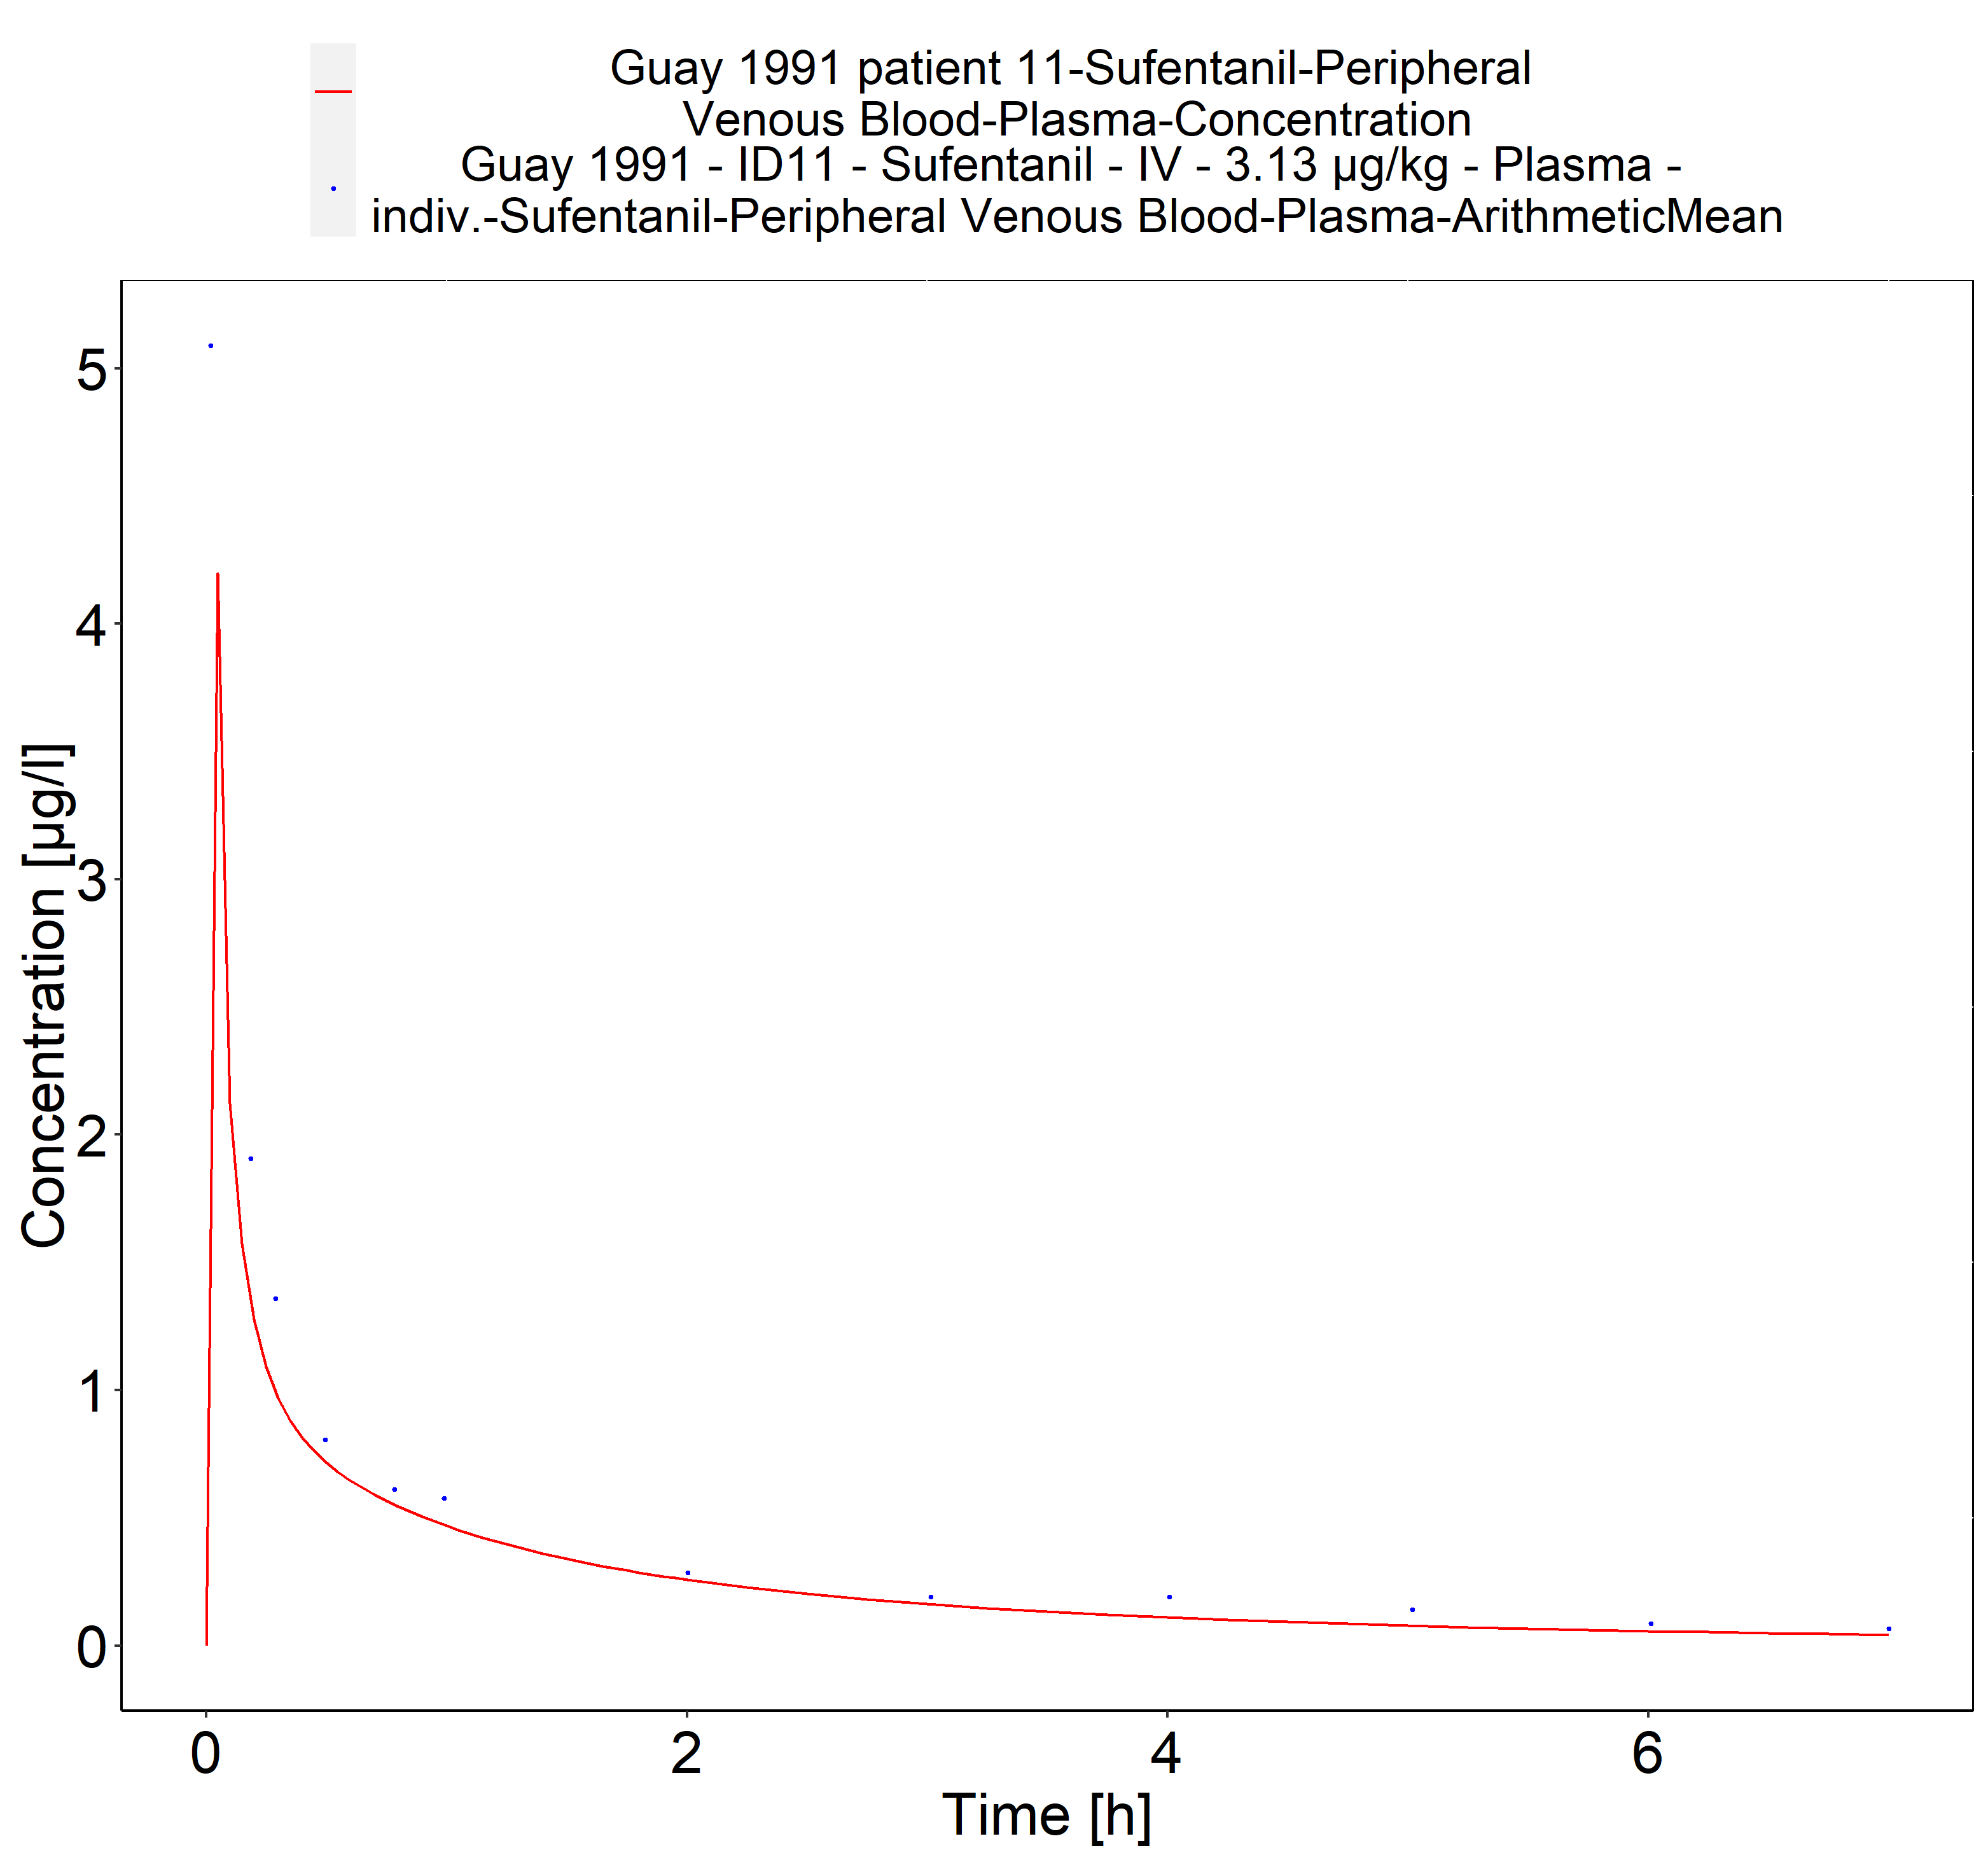 Guay 1991 patient 11-Sufentanil-Peripheral
Venous Blood-Plasma-Concentration
Guay 1991 - ID11 - Sufentanil - IV - 3.13 µg/kg - Plasma -
indiv.-Sufentanil-Peripheral Venous Blood-Plasma-ArithmeticMean
5
4
3
2
1
0
Concentration [µg/l]
0 2 4 6
Time [h]